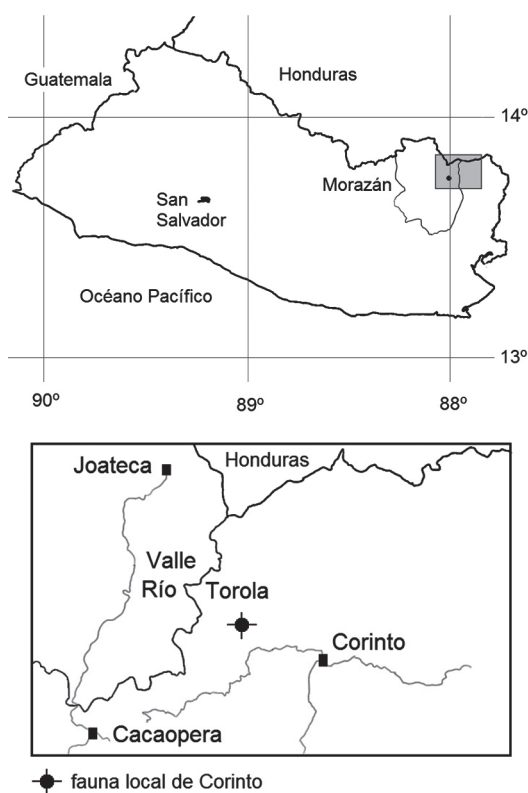 Guatemala
Honduras
14º
Morazán
San
Salvador
Océano Pacífico
13º
90º
89º
88º
Joateca
Honduras
Valle
Río Torola
Corinto
Cacaopera
fauna local de Corinto